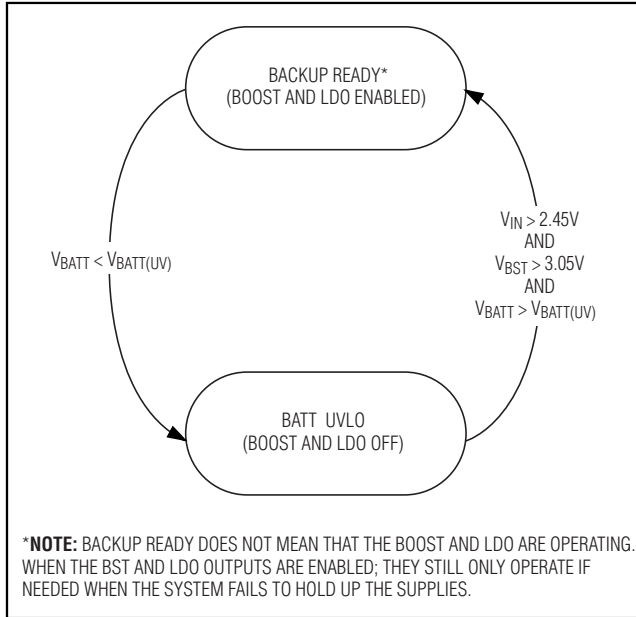 BACKUP READY*
(BOOST AND LDO ENABLED)
VBATT < VBATT(UV)
VIN > 2.45V
AND
VBST > 3.05V
AND
VBATT > VBATT(UV)
BATT UVLO
(BOOST AND LDO OFF)
*NOTE: BACKUP READY DOES NOT MEAN THAT THE BOOST AND LDO ARE OPERATING.
WHEN THE BST AND LDO OUTPUTS ARE ENABLED; THEY STILL ONLY OPERATE IF
NEEDED WHEN THE SYSTEM FAILS TO HOLD UP THE SUPPLIES.